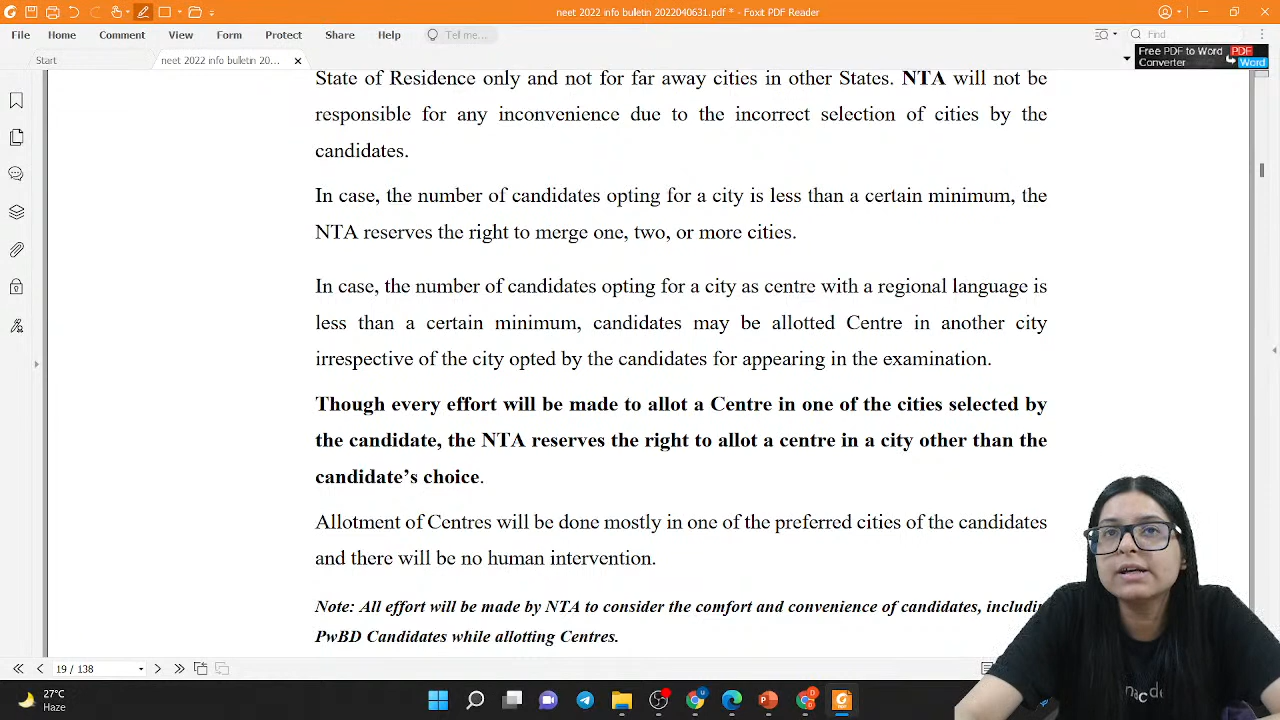 neet 2022 info buletin 2022040631.pdf * - Foxit PDF Reader
File Home Comment View Form Protect Share Help Tell me... Find
Start neet 2022 info buletin 20...
Free PDF to Word Converter PDF Word
State of Residence only and not for far away cities in other States. NTA will not be
responsible for any inconvenience due to the incorrect selection of cities by the
candidates.
In case, the number of candidates opting for a city is less than a certain minimum, the
NTA reserves the right to merge one, two, or more cities.
In case, the number of candidates opting for a city as centre with a regional language is
less than a certain minimum, candidates may be allotted Centre in another city
irrespective of the city opted by the candidates for appearing in the examination.
Though every effort will be made to allot a Centre in one of the cities selected by
the candidate, the NTA reserves the right to allot a centre in a city other than the
candidate’s choice.
Allotment of Centres will be done mostly in one of the preferred cities of the candidates
and there will be no human intervention.
Note: All effort will be made by NTA to consider the comfort and convenience of candidates,
PwBD Candidates while allotting Centres.
19 / 138
27°C
Haze